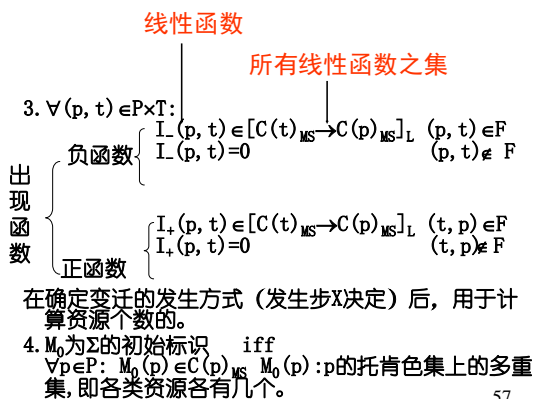 线性函数
所有线性函数之集
3.∀(p,t)∈P×T:
I₋(p,t)∈[C(t)MS→C(p)MS]L (p,t)∈F
负函数
I₋(p,t)=0 (p,t)∉ F
出现函数
I₊(p,t)∈[C(t)MS→C(p)MS]L (t,p)∈F
I₊(p,t)=0 (t,p)∉F
正函数
在确定变迁的发生方式（发生步X决定）后，用于计
算资源个数的。
4.M₀为Σ的初始标识 iff
∀p∈P: M₀(p)∈C(p)MS M₀(p):p的托肯色集上的多重
集,即各类资源各有几个。
57